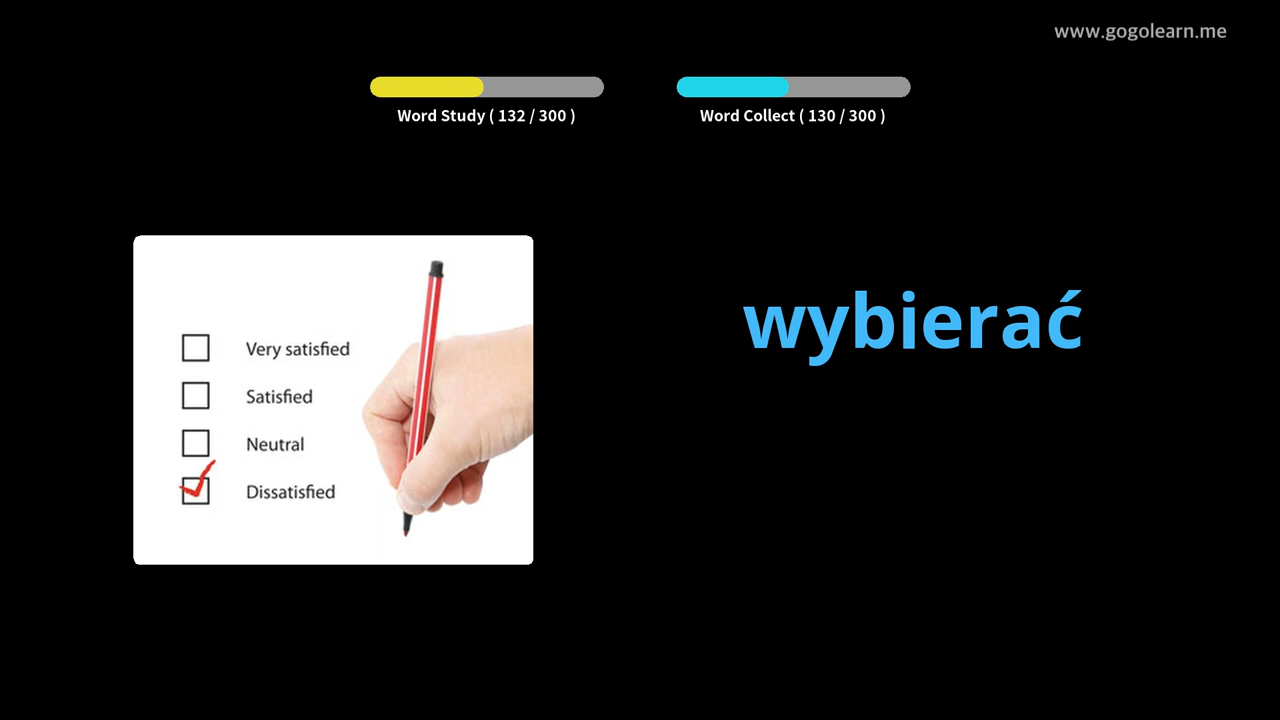 www.gogolearn.me
Word Study ( 132 / 300 )
Word Collect ( 130 / 300 )
wybierać
Very satisfied
Satisfied
Neutral
Dissatisfied